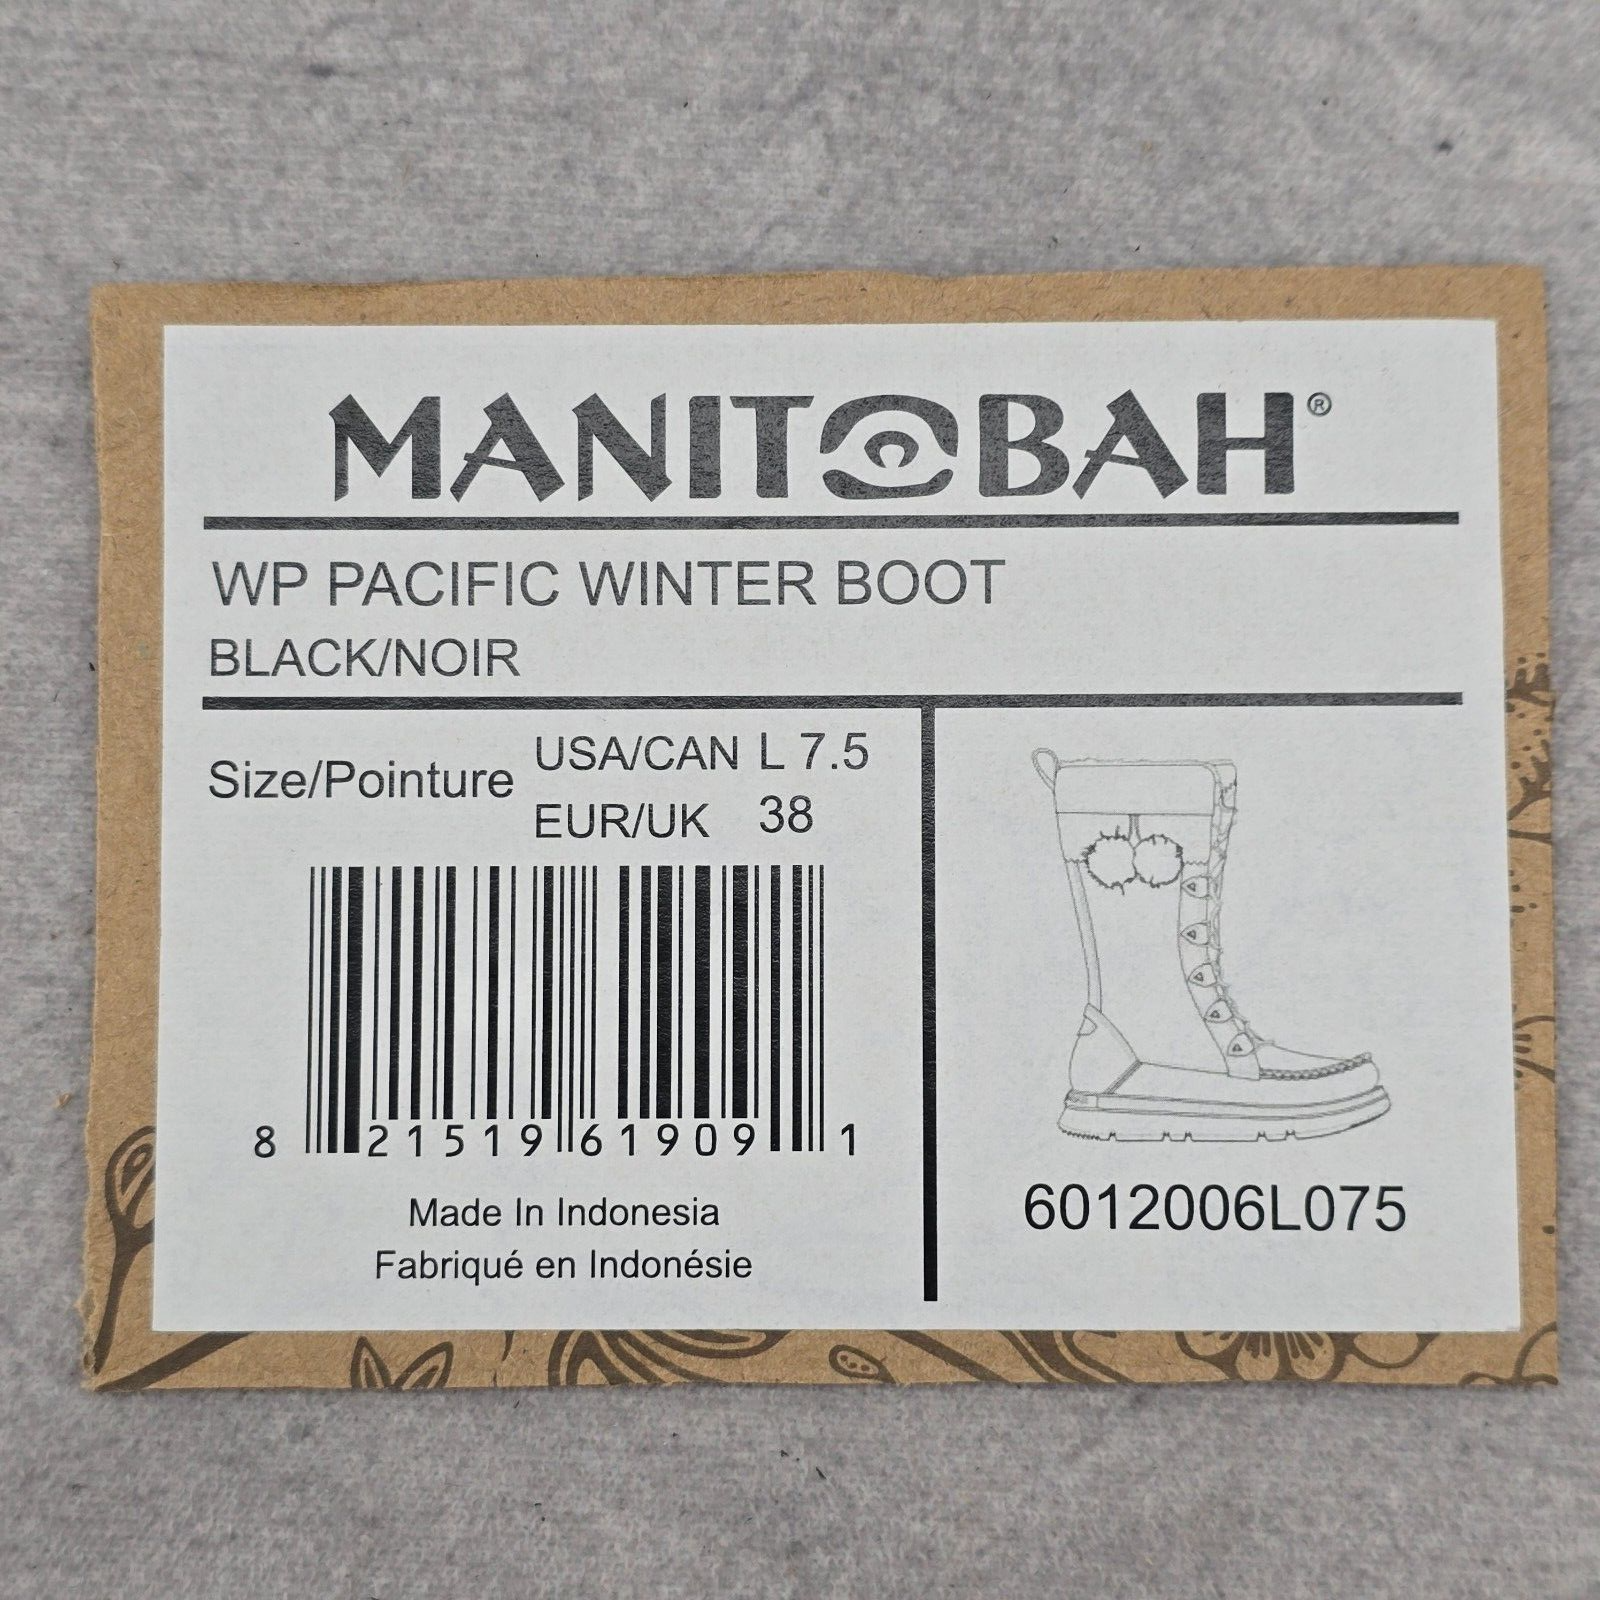 MANITOBAH®
WP PACIFIC WINTER BOOT
BLACK/NOIR
Size/Pointure
USA/CAN L 7.5
EUR/UK 38
8 21519 61909 1
Made In Indonesia
Fabriqué en Indonésie
6012006L075